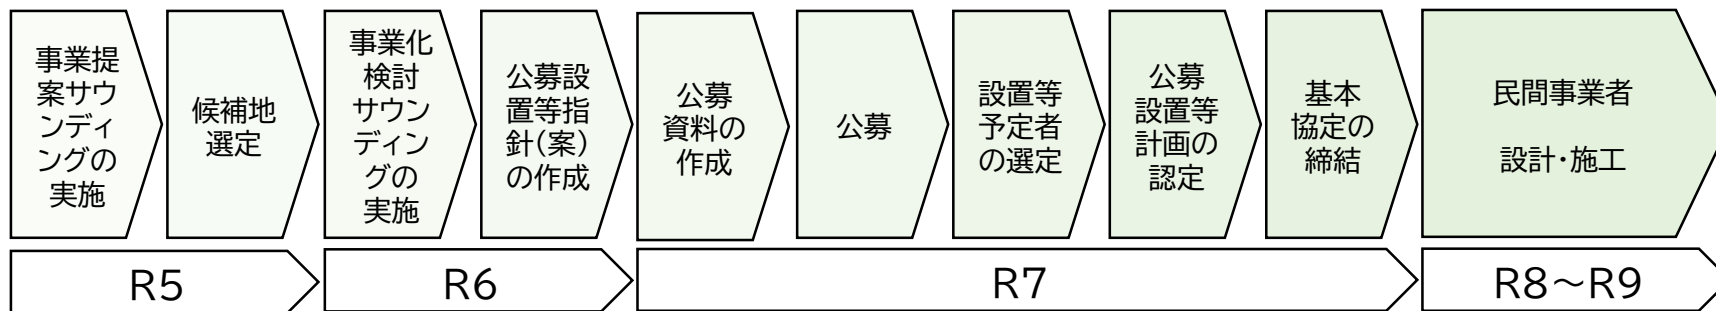 事業提
案サウ
ンディ
ングの
実施
候補地
選定
事業化
検討
サウン
ディン
グの
実施
公募設
置等指
針(案)
の作成
公募
資料の
作成
公募
設置等
予定者
の選定
公募
設置等
計画の
認定
基本
協定の
締結
民間事業者
設計・施工
R5
R6
R7
R8~R9